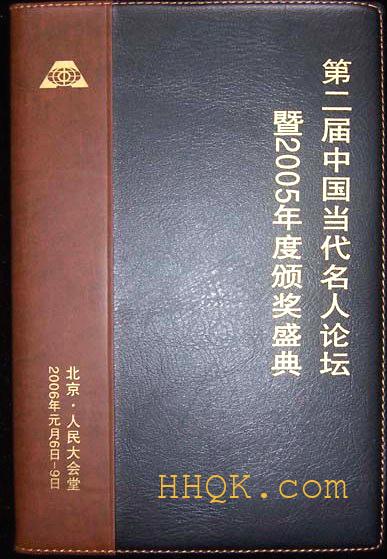 第二届中国当代名人论坛
暨2005年度颁奖盛典
北京·人民大会堂
2006年元月6日-9日
HHQK.com